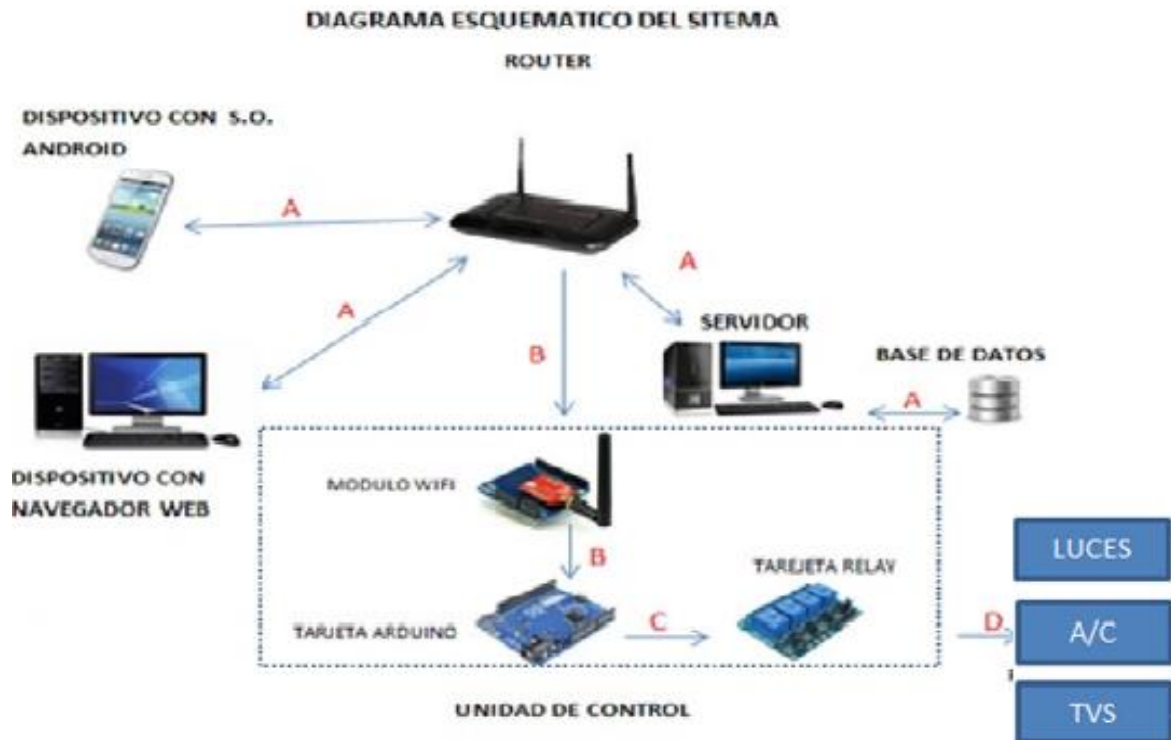 DIAGRAMA ESQUEMATICO DEL SITEMA
ROUTER
DISPOSITIVO CON S.O.
ANDROID
A
A
A
B
SERVIDOR
BASE DE DATOS
A
DISPOSITIVO CON
NAVEGADOR WEB
MODULO WIFI
B
TARJETA ARDUINO
C
TAREJETA RELAY
D
LUCES
A/C
TVS
UNIDAD DE CONTROL